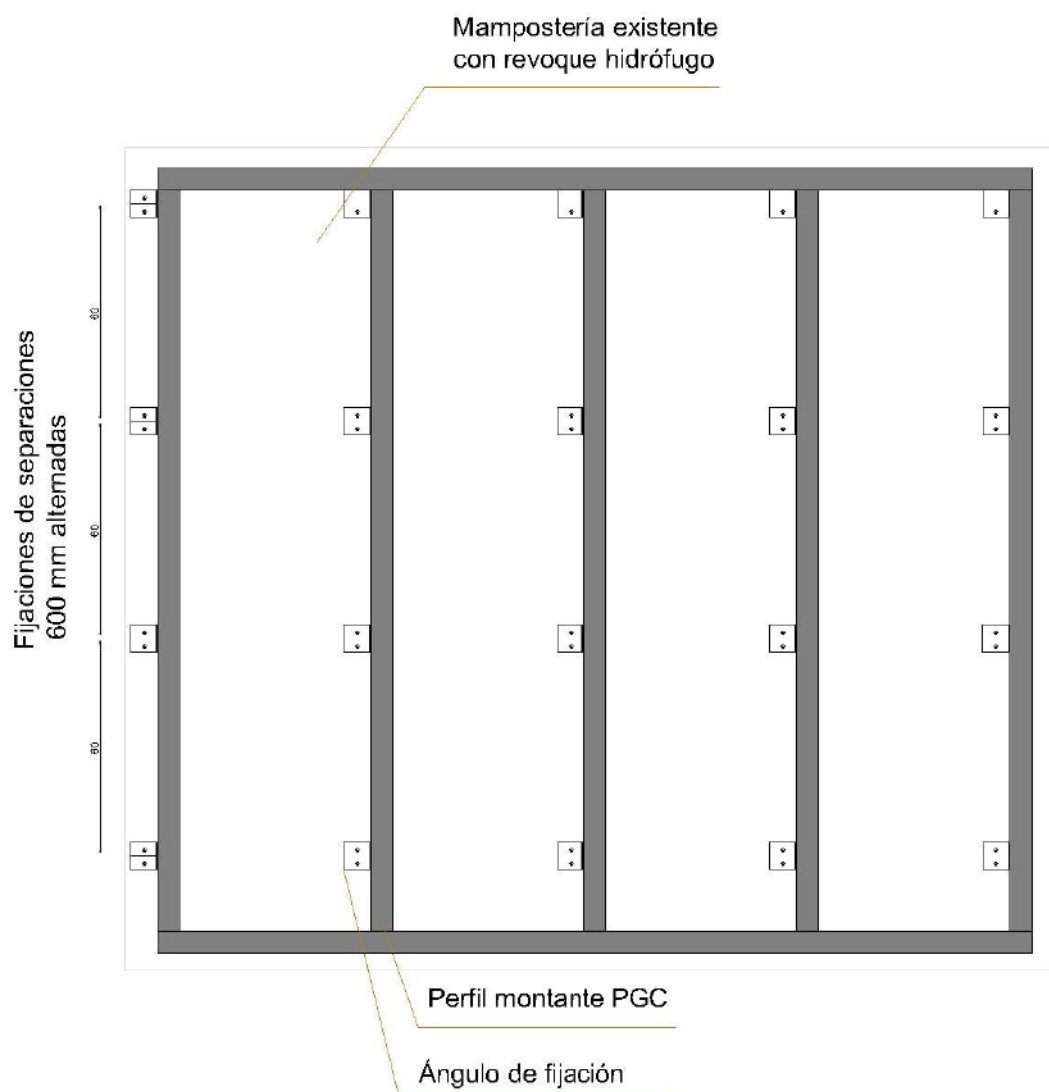 Mampostería existente
con revoque hidrófugo
Fijaciones de separaciones
600 mm alternadas
60
60
60
Perfil montante PGC
Ángulo de fijación